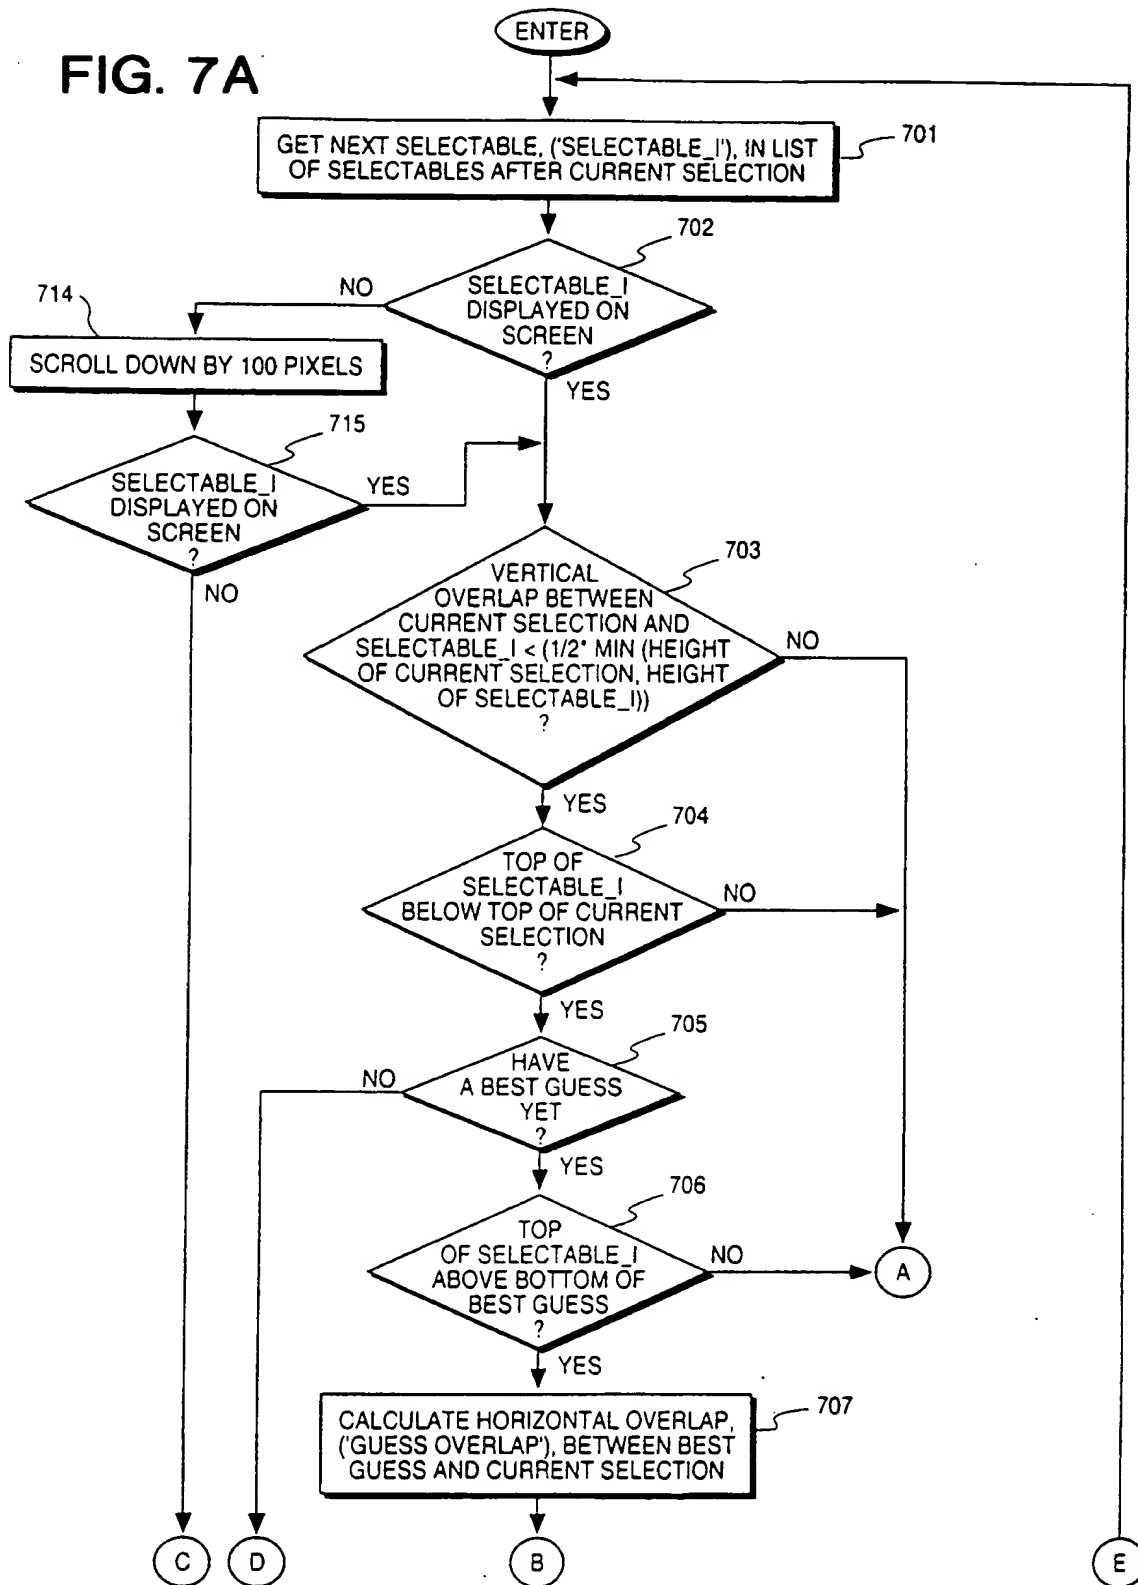 ENTER
FIG. 7A
GET NEXT SELECTABLE, ('SELECTABLE_I'), IN LIST
OF SELECTABLES AFTER CURRENT SELECTION
701
702
SELECTABLE_I
DISPLAYED ON
SCREEN
?
NO
YES
714
SCROLL DOWN BY 100 PIXELS
715
SELECTABLE_I
DISPLAYED ON
SCREEN
?
YES
NO
703
VERTICAL
OVERLAP BETWEEN
CURRENT SELECTION AND
SELECTABLE_I < (1/2* MIN (HEIGHT
OF CURRENT SELECTION, HEIGHT
OF SELECTABLE_I))
?
NO
YES
704
TOP OF
SELECTABLE_I
BELOW TOP OF CURRENT
SELECTION
?
NO
YES
705
HAVE
A BEST GUESS
YET
?
NO
YES
706
TOP
OF SELECTABLE_I
ABOVE BOTTOM OF
BEST GUESS
?
NO
A
YES
707
CALCULATE HORIZONTAL OVERLAP,
('GUESS OVERLAP'), BETWEEN BEST
GUESS AND CURRENT SELECTION
C
D
B
E